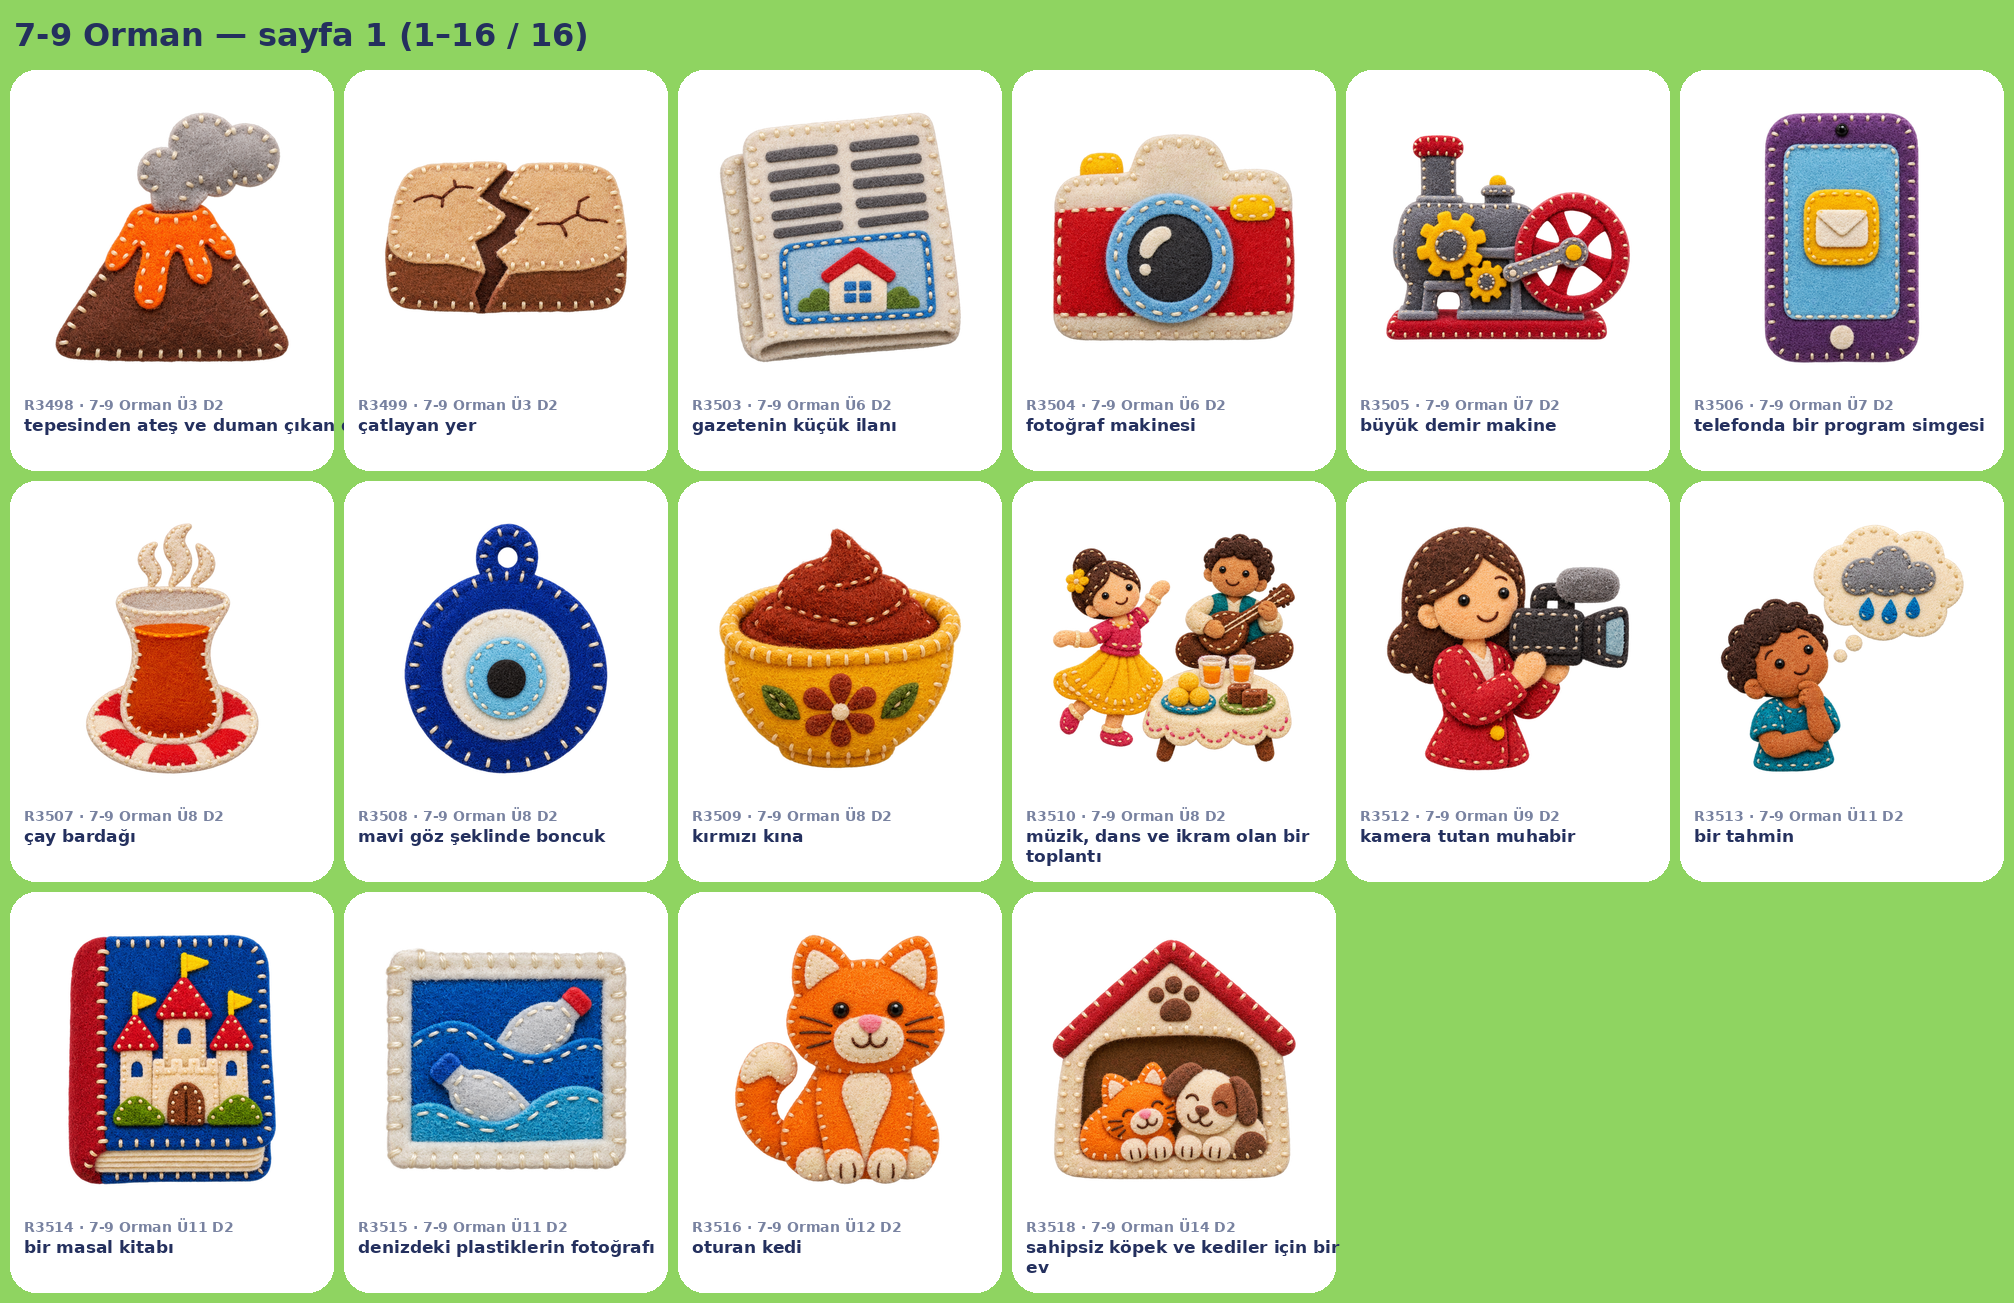 7-9 Orman — sayfa 1 (1–16 / 16)
R3498 · 7-9 Orman Ü3 D2
tepesinden ateş ve duman çıkan
R3499 · 7-9 Orman Ü3 D2
çatlayan yer
R3503 · 7-9 Orman Ü6 D2
gazetenin küçük ilanı
R3504 · 7-9 Orman Ü6 D2
fotoğraf makinesi
R3505 · 7-9 Orman Ü7 D2
büyük demir makine
R3506 · 7-9 Orman Ü7 D2
telefonda bir program simgesi
R3507 · 7-9 Orman Ü8 D2
çay bardağı
R3508 · 7-9 Orman Ü8 D2
mavi göz şeklinde boncuk
R3509 · 7-9 Orman Ü8 D2
kırmızı kına
R3510 · 7-9 Orman Ü8 D2
müzik, dans ve ikram olan bir
toplantı
R3512 · 7-9 Orman Ü9 D2
kamera tutan muhabir
R3513 · 7-9 Orman Ü11 D2
bir tahmin
R3514 · 7-9 Orman Ü11 D2
bir masal kitabı
R3515 · 7-9 Orman Ü11 D2
denizdeki plastiklerin fotoğrafı
R3516 · 7-9 Orman Ü12 D2
oturan kedi
R3518 · 7-9 Orman Ü14 D2
sahipsiz köpek ve kediler için bir
ev